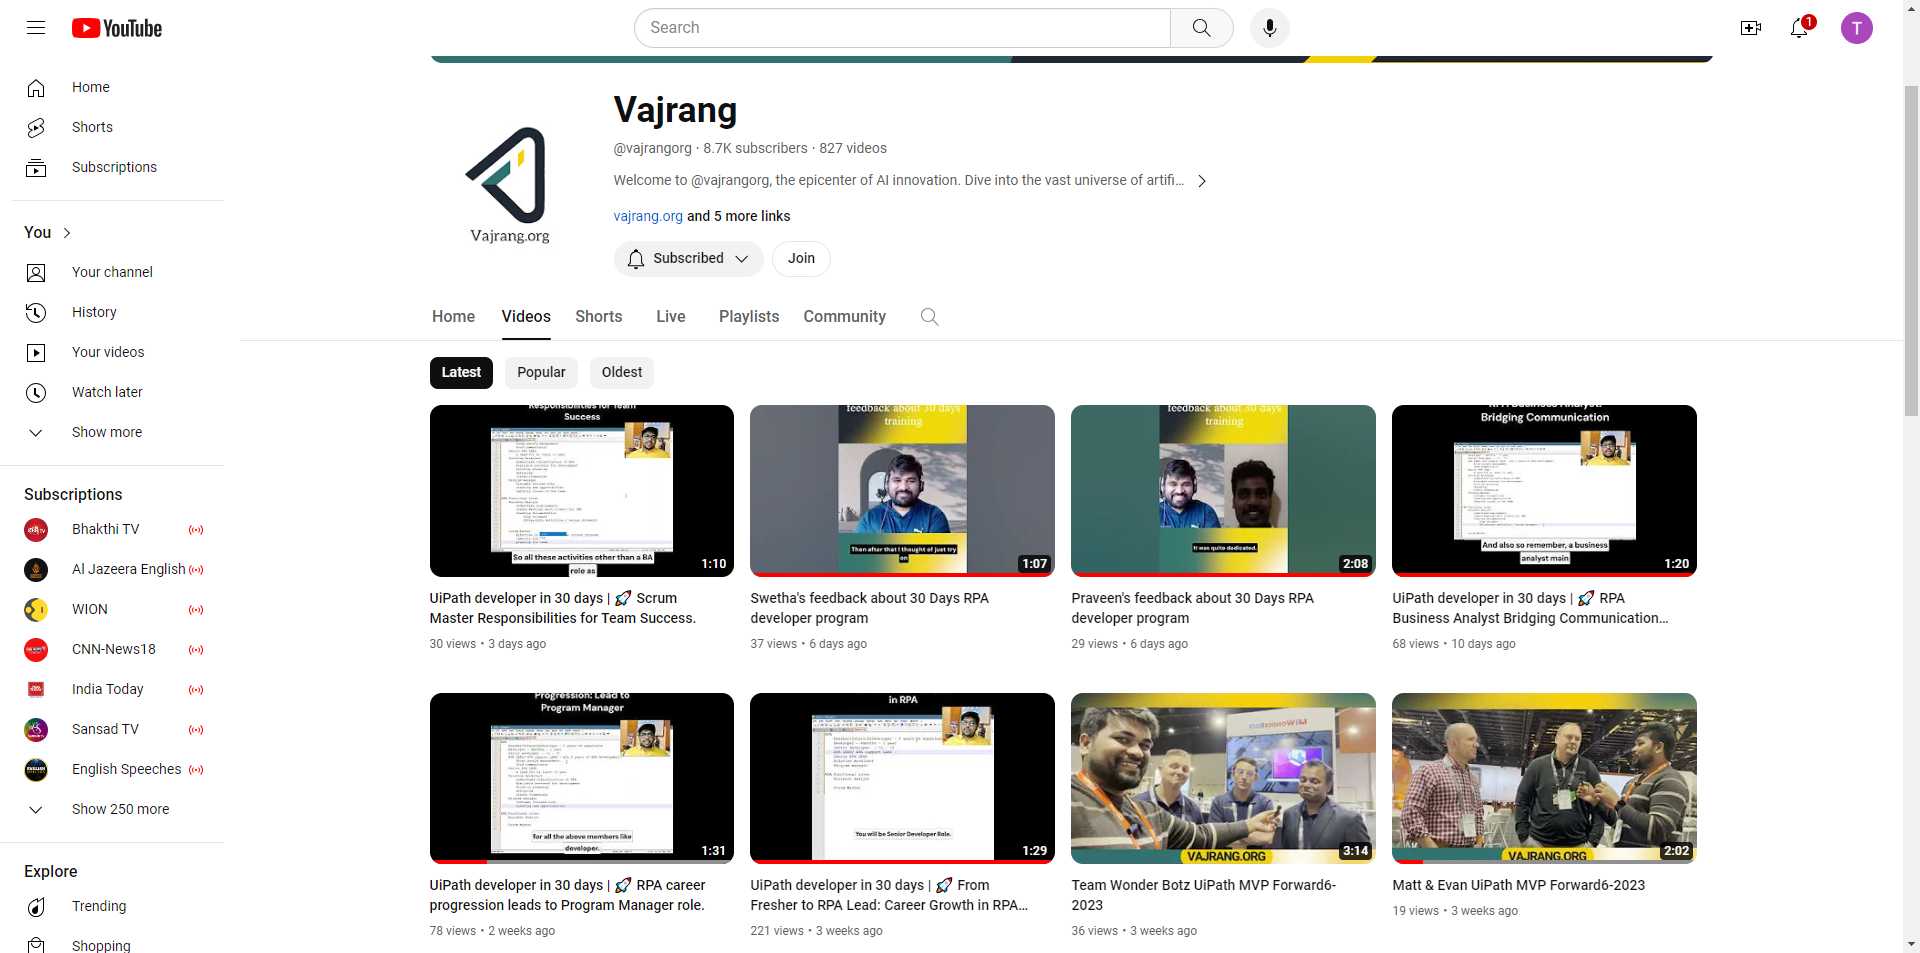 YouTube
Search
1
T
Home
Shorts
Subscriptions
You
Your channel
History
Your videos
Watch later
Show more
Subscriptions
Bhakthi TV
Al Jazeera English
WION
CNN-News18
India Today
Sansad TV
English Speeches
Show 250 more
Explore
Trending
Shopping
Vajrang.org
Vajrang
@vajrangorg · 8.7K subscribers · 827 videos
Welcome to @vajrangorg, the epicenter of AI innovation. Dive into the vast universe of artifi...
vajrang.org and 5 more links
Subscribed
Join
Home Videos Shorts Live Playlists Community
Latest Popular Oldest
Responsibilities for Team
Success
So all these activities other than a BA
role as
1:10
UiPath developer in 30 days | 🚀 Scrum
Master Responsibilities for Team Success.
30 views • 3 days ago
feedback about 30 days
training
Then after that I thought of just try
on
1:07
Swetha's feedback about 30 Days RPA
developer program
37 views • 6 days ago
feedback about 30 days
training
It was quite dedicated.
2:08
Praveen's feedback about 30 Days RPA
developer program
29 views • 6 days ago
Bridging Communication
And also so remember, a business
analyst main
1:20
UiPath developer in 30 days | 🚀 RPA
Business Analyst Bridging Communication...
68 views • 10 days ago
Progression: Lead to
Program Manager
for all the above members like
developer.
1:31
UiPath developer in 30 days | 🚀 RPA career
progression leads to Program Manager role.
78 views • 2 weeks ago
in RPA
You will be Senior Developer Role.
1:29
UiPath developer in 30 days | 🚀 From
Fresher to RPA Lead: Career Growth in RPA...
221 views • 3 weeks ago
VAJRANG.ORG
3:14
Team Wonder Botz UiPath MVP Forward6-
2023
36 views • 3 weeks ago
VAJRANG.ORG
2:02
Matt & Evan UiPath MVP Forward6-2023
19 views • 3 weeks ago